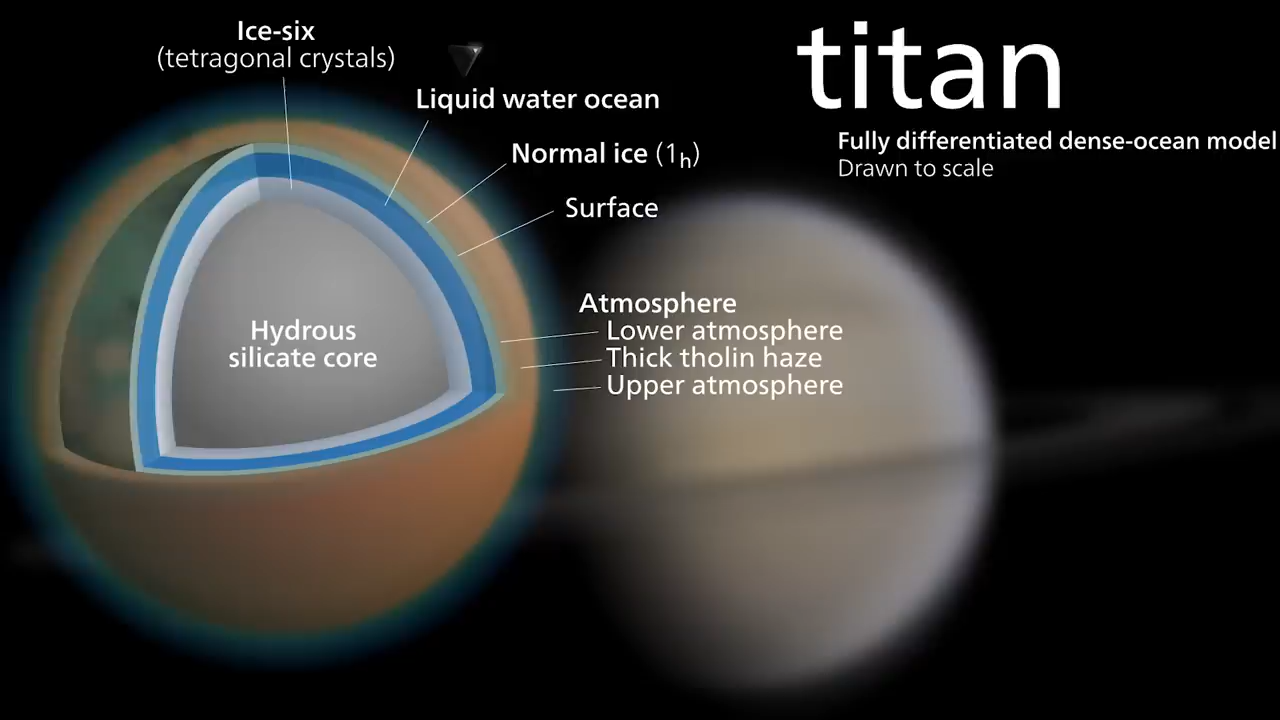 titan
Fully differentiated dense-ocean model
Drawn to scale
Ice-six
(tetragonal crystals)
Liquid water ocean
Normal ice (1h)
Surface
Atmosphere
Lower atmosphere
Thick tholin haze
Upper atmosphere
Hydrous
silicate core